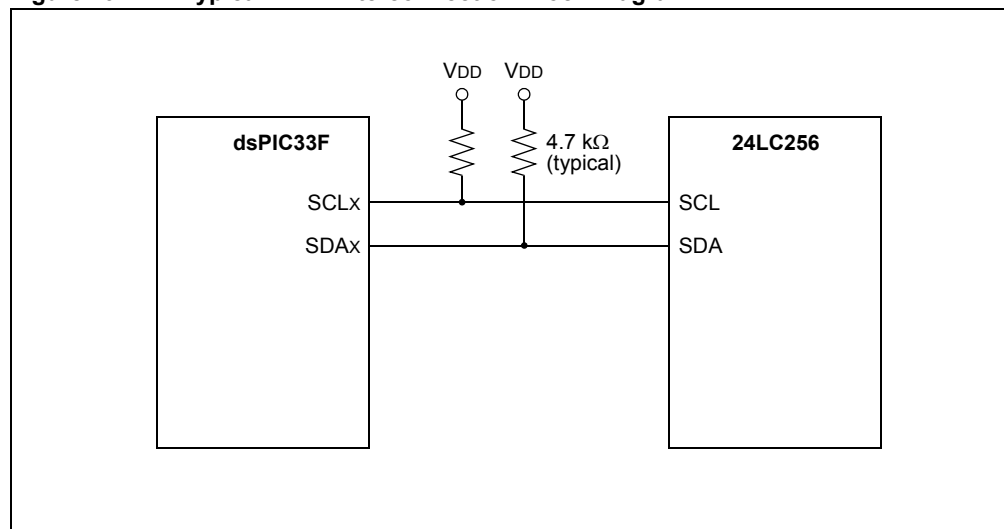 VDD VDD
dsPIC33F
24LC256
4.7 kΩ
(typical)
SCLx
SCL
SDAx
SDA